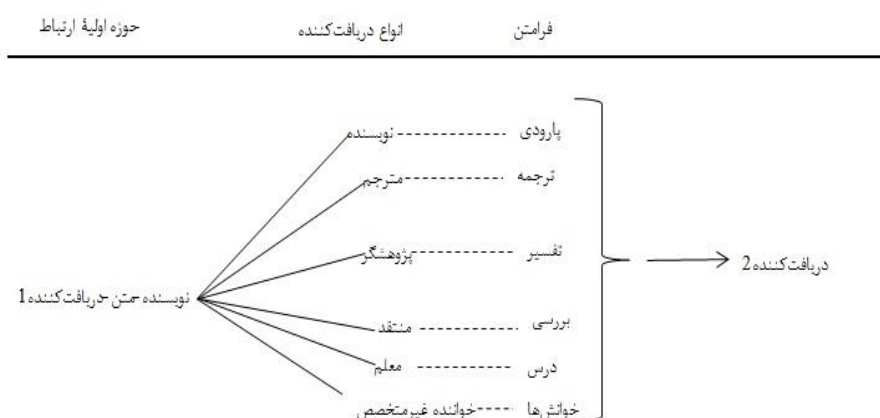 فرامتن انواع دریافت‌کننده حوزه اولیهٔ ارتباط
پارودی نویسنده
ترجمه مترجم
تفسیر پژوهشگر
دریافت‌کننده 2
نویسنده-متن-دریافت‌کننده 1
بررسی منتقد
درس معلم
خوانش‌ها خواننده غیرمتخصص